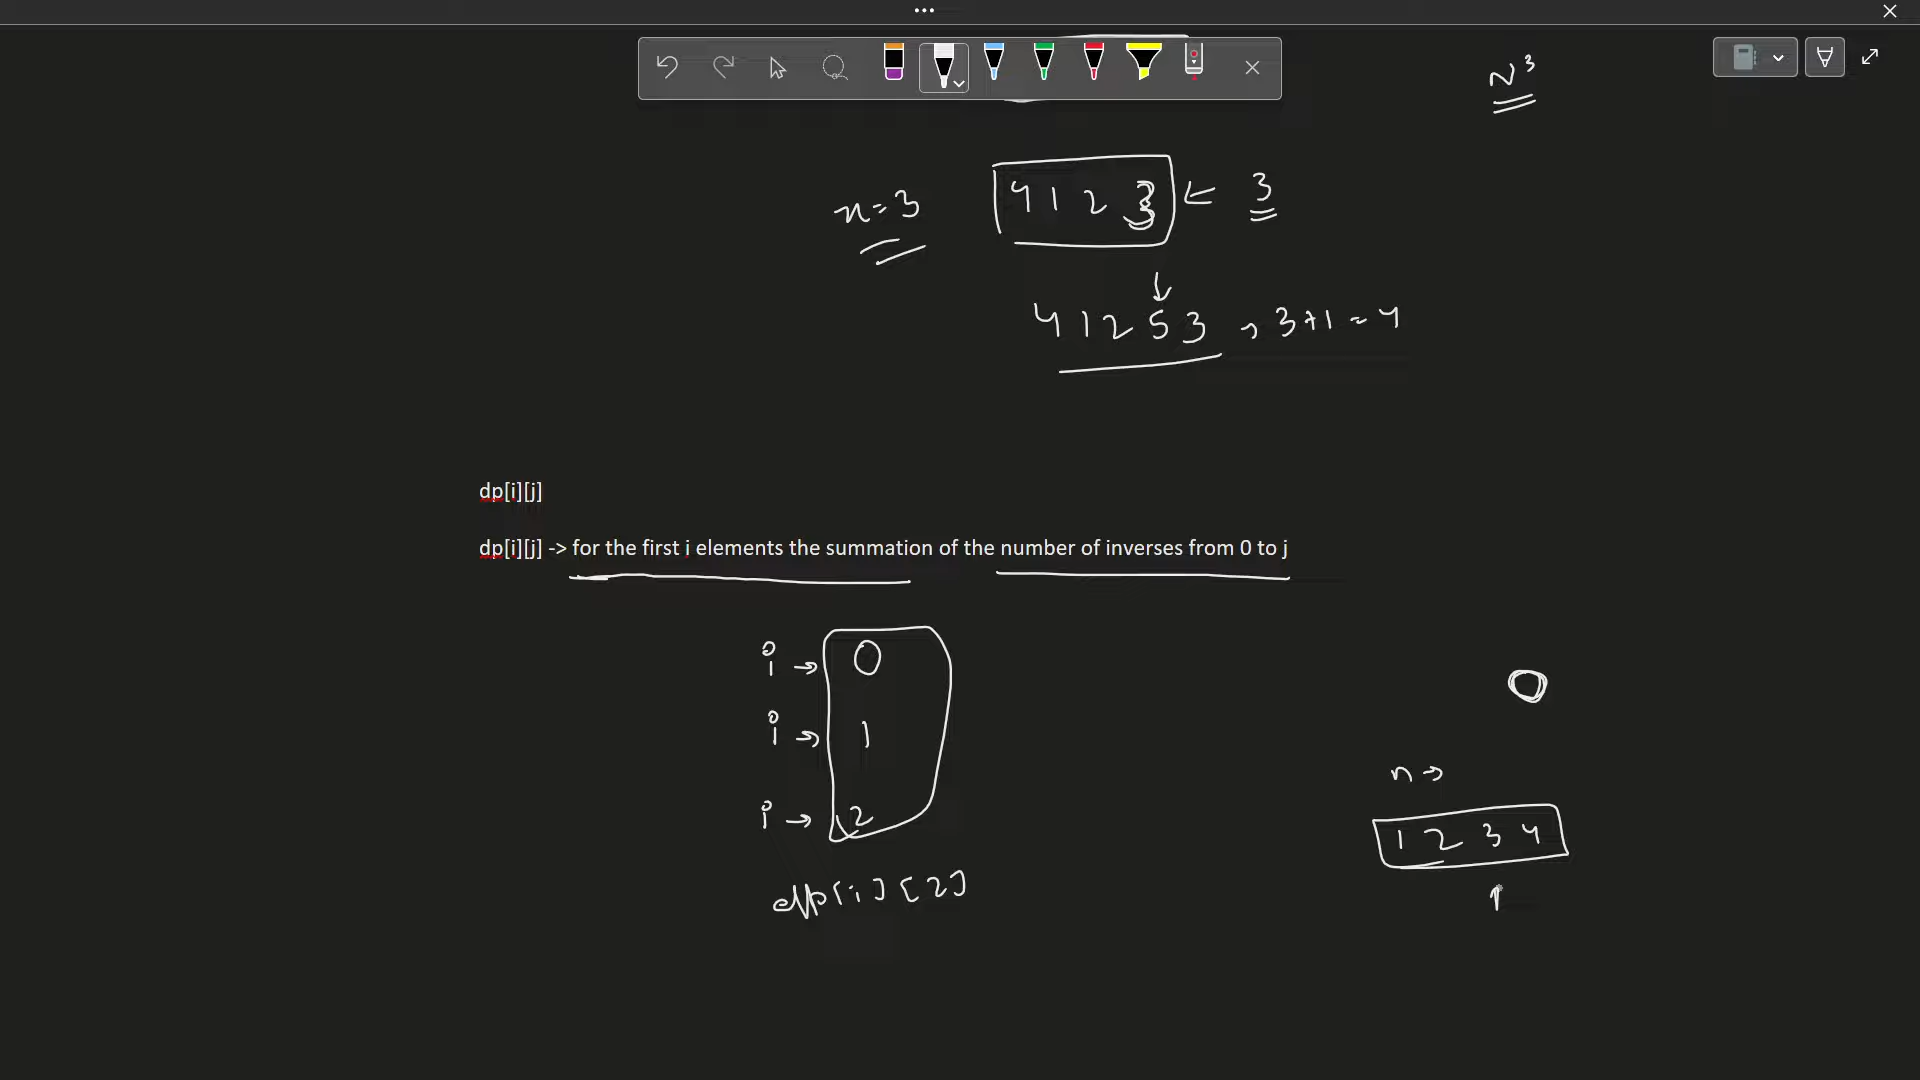 N³
n=3 4 1 2 3 ← 3
4 1 2 5 3 , 3+1=4
dp[i][j]
dp[i][j] -> for the first i elements the summation of the number of inverses from 0 to j
i → 0
i → 1
n →
i → 2
1 2 3 4
dp[i][2]